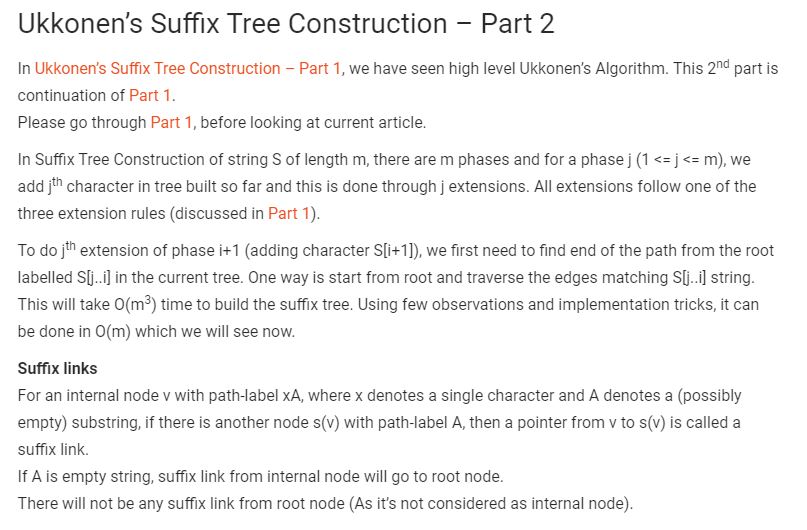 Ukkonen’s Suffix Tree Construction – Part 2
In Ukkonen’s Suffix Tree Construction – Part 1, we have seen high level Ukkonen’s Algorithm. This 2nd part is
continuation of Part 1.
Please go through Part 1, before looking at current article.
In Suffix Tree Construction of string S of length m, there are m phases and for a phase j (1 <= j <= m), we
add jth character in tree built so far and this is done through j extensions. All extensions follow one of the
three extension rules (discussed in Part 1).
To do jth extension of phase i+1 (adding character S[i+1]), we first need to find end of the path from the root
labelled S[j..i] in the current tree. One way is start from root and traverse the edges matching S[j..i] string.
This will take O(m3) time to build the suffix tree. Using few observations and implementation tricks, it can
be done in O(m) which we will see now.
Suffix links
For an internal node v with path-label xA, where x denotes a single character and A denotes a (possibly
empty) substring, if there is another node s(v) with path-label A, then a pointer from v to s(v) is called a
suffix link.
If A is empty string, suffix link from internal node will go to root node.
There will not be any suffix link from root node (As it’s not considered as internal node).